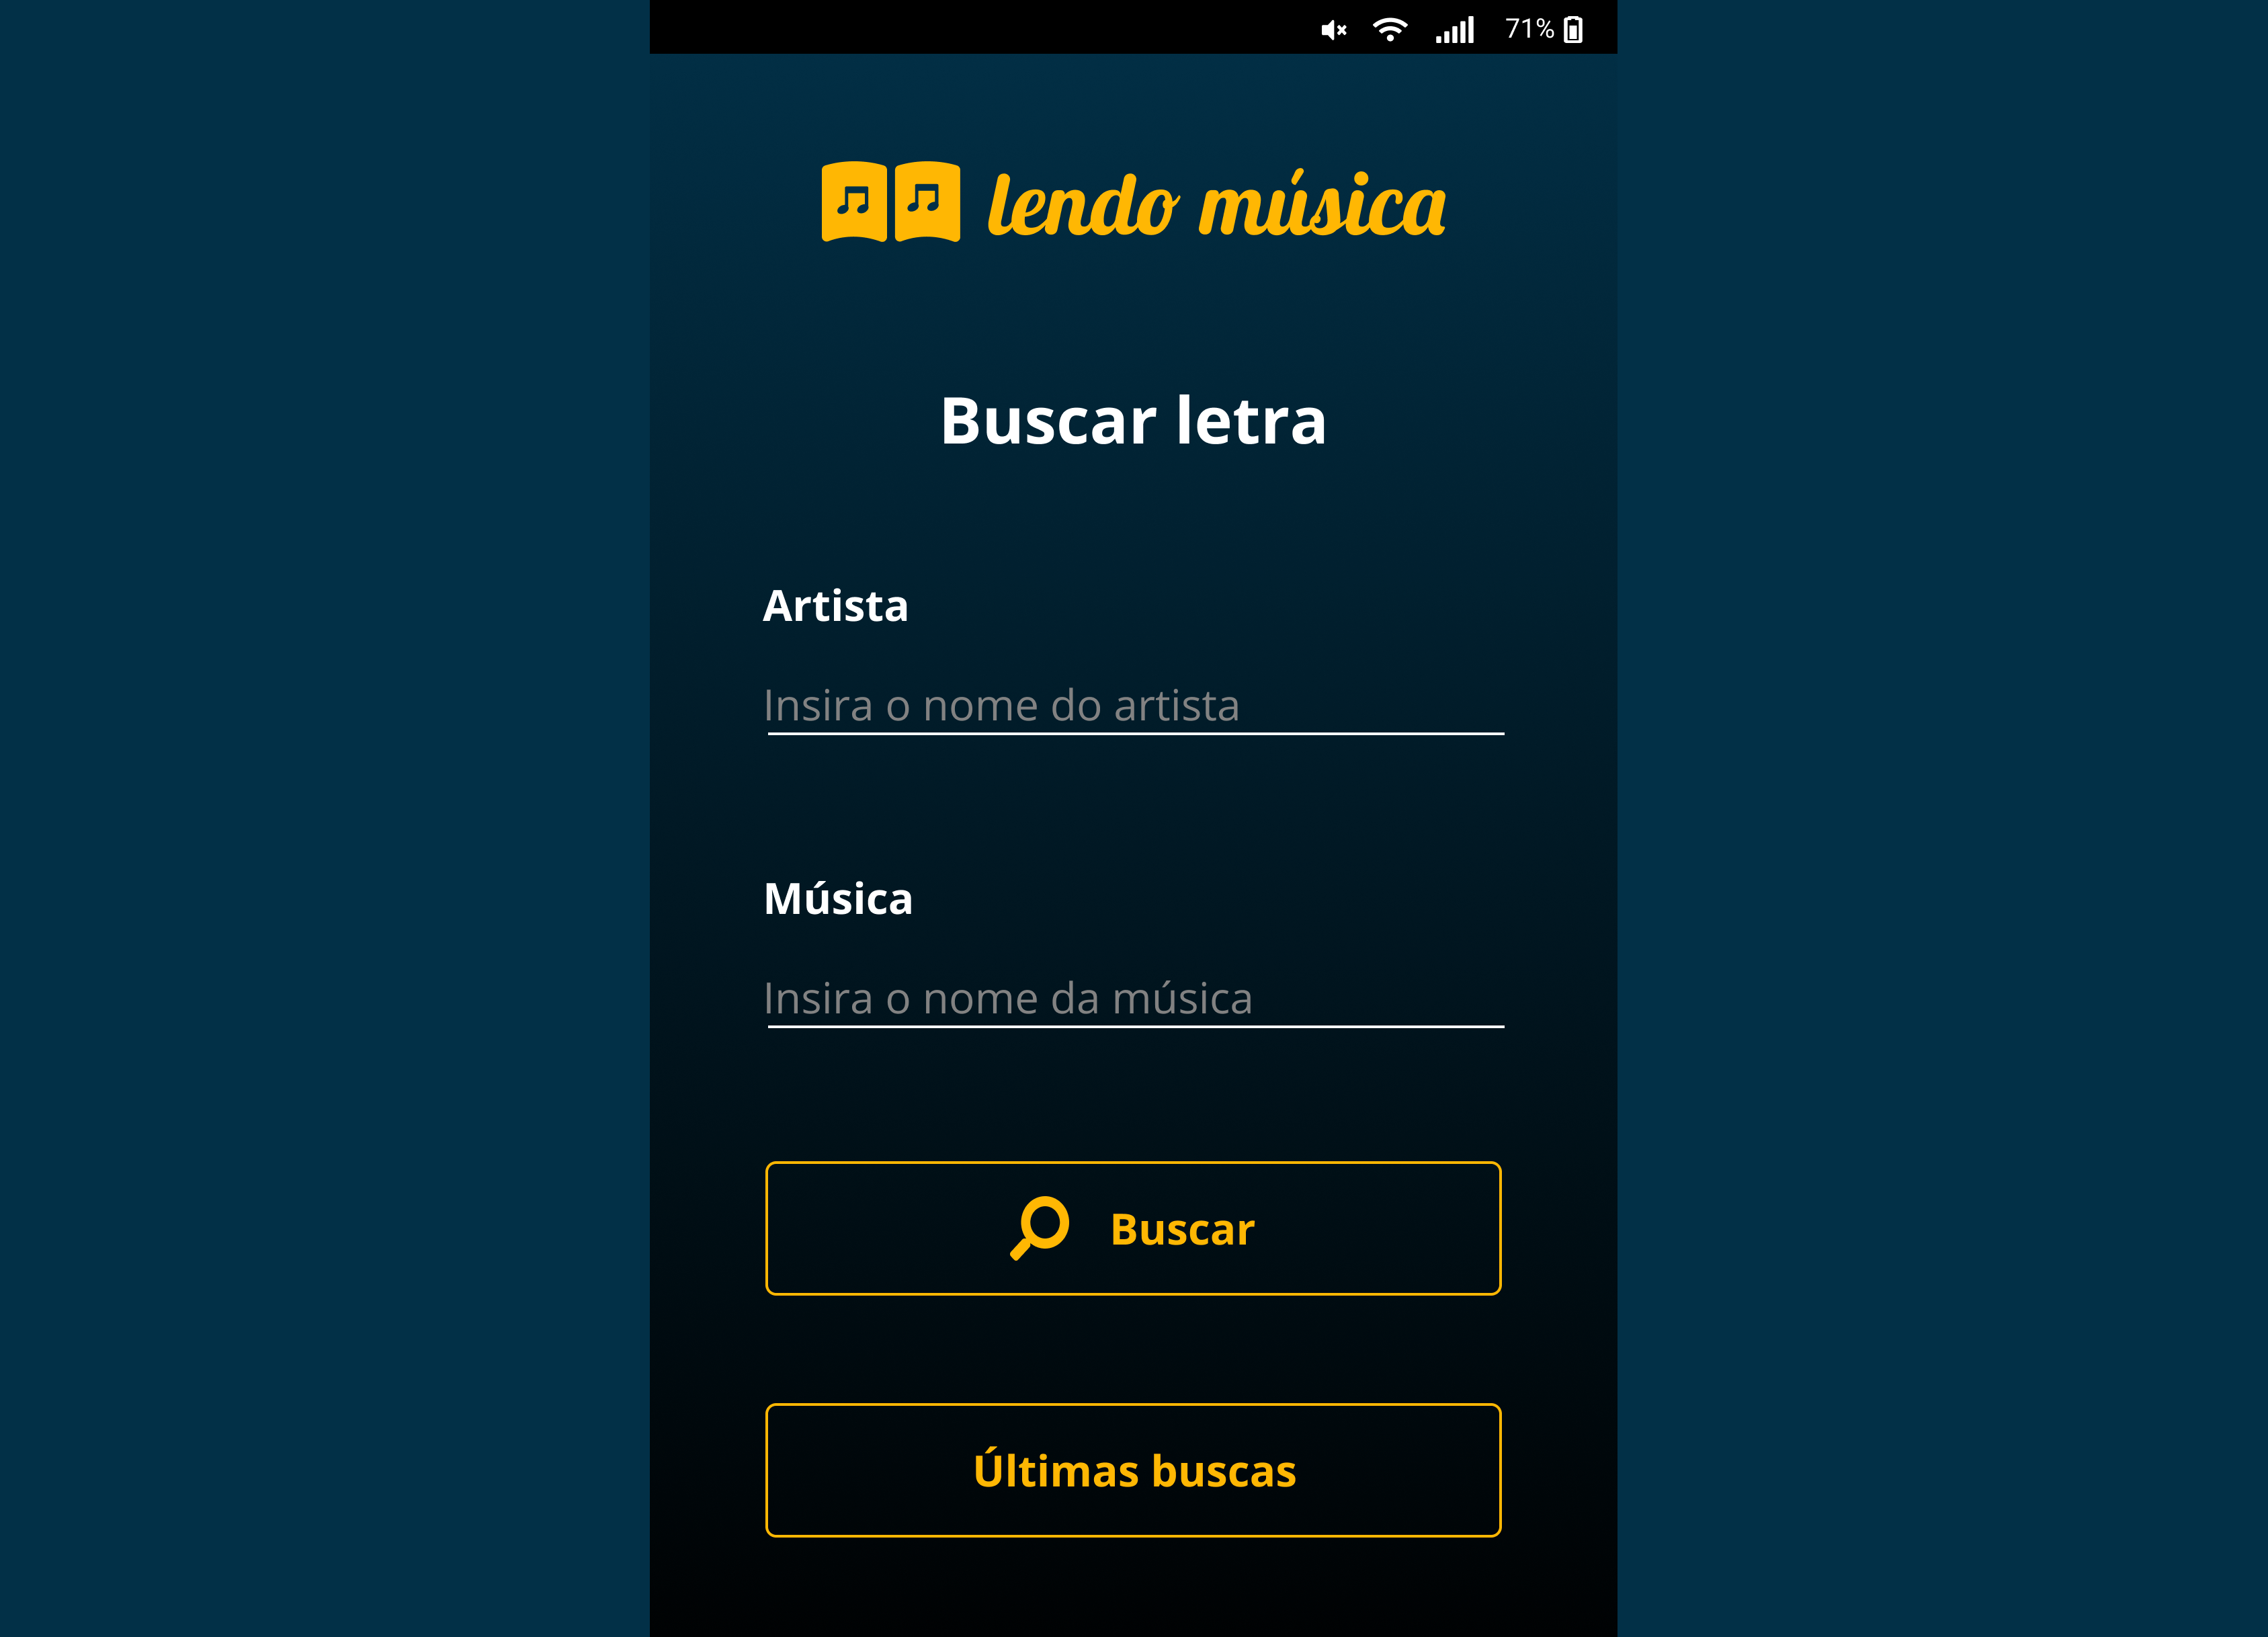 71%
lendo música
Buscar letra
Artista
Insira o nome do artista
Música
Insira o nome da música
Buscar
Últimas buscas